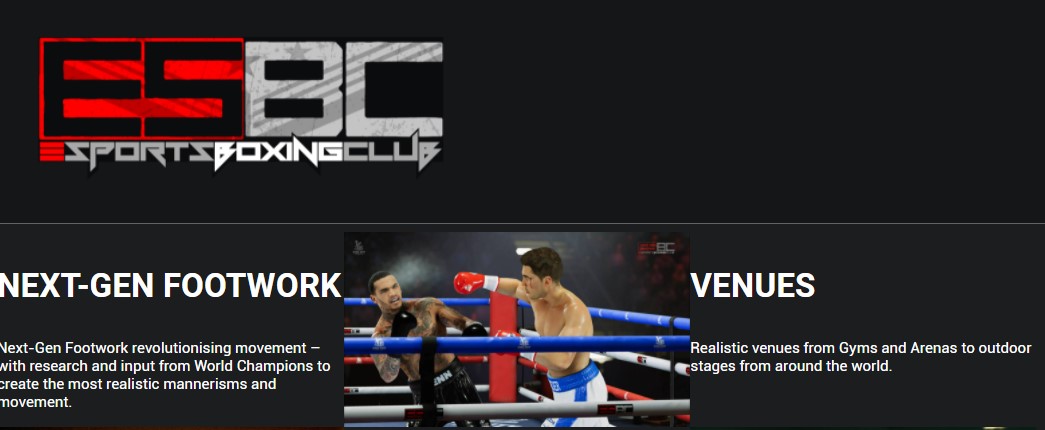 ESBC
ESPORTSBOXINGCLUB
NEXT-GEN FOOTWORK
Next-Gen Footwork revolutionising movement –
with research and input from World Champions to
create the most realistic mannerisms and
movement.
ESBC
NN
VENUES
Realistic venues from Gyms and Arenas to outdoor
stages from around the world.